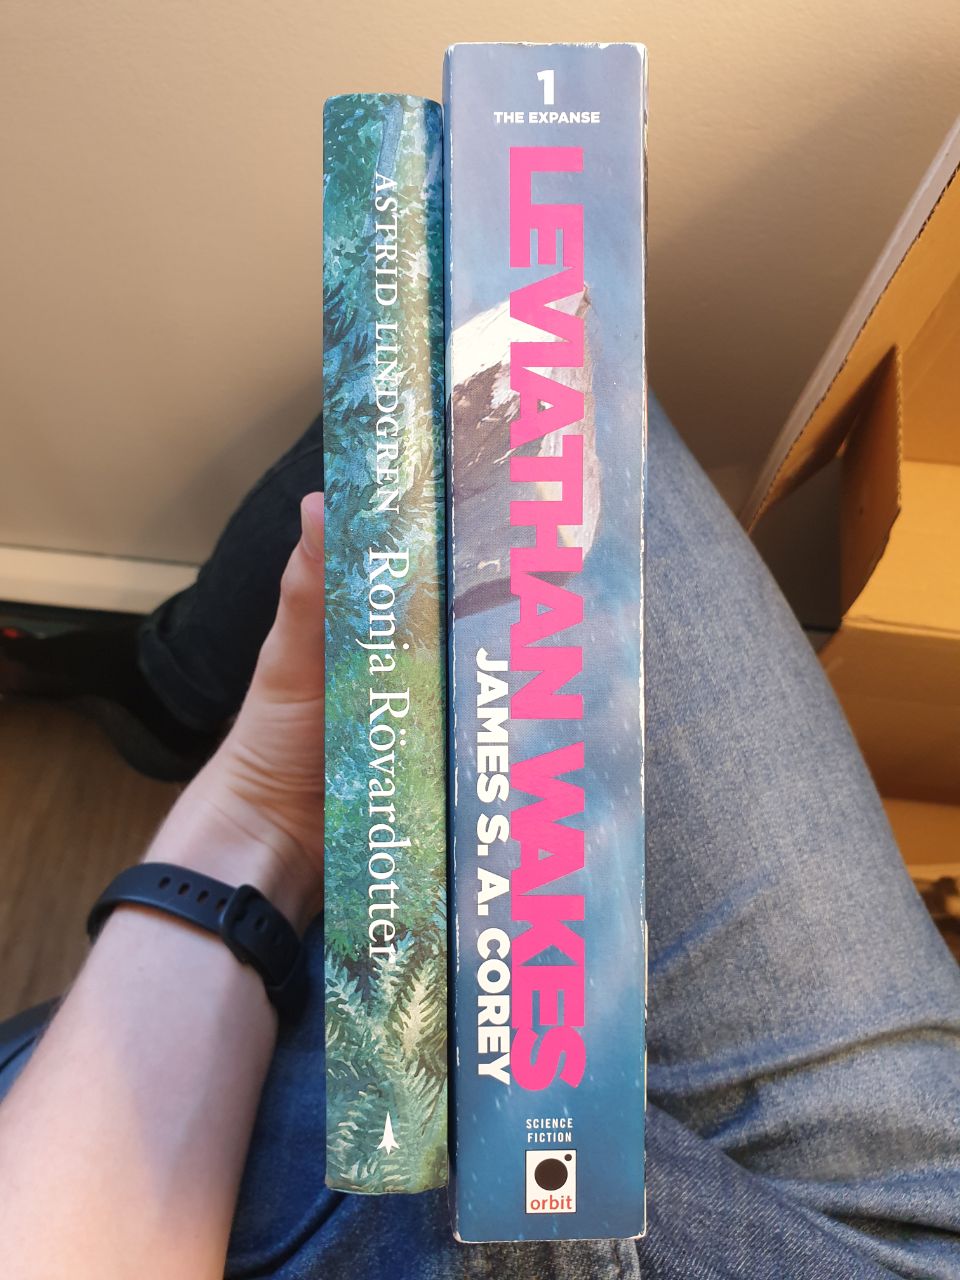 ASTRID LINDGREN Ronja Rövardotter
1
THE EXPANSE
LEVIATHAN WAKES
JAMES S. A. COREY
SCIENCE
FICTION
orbit